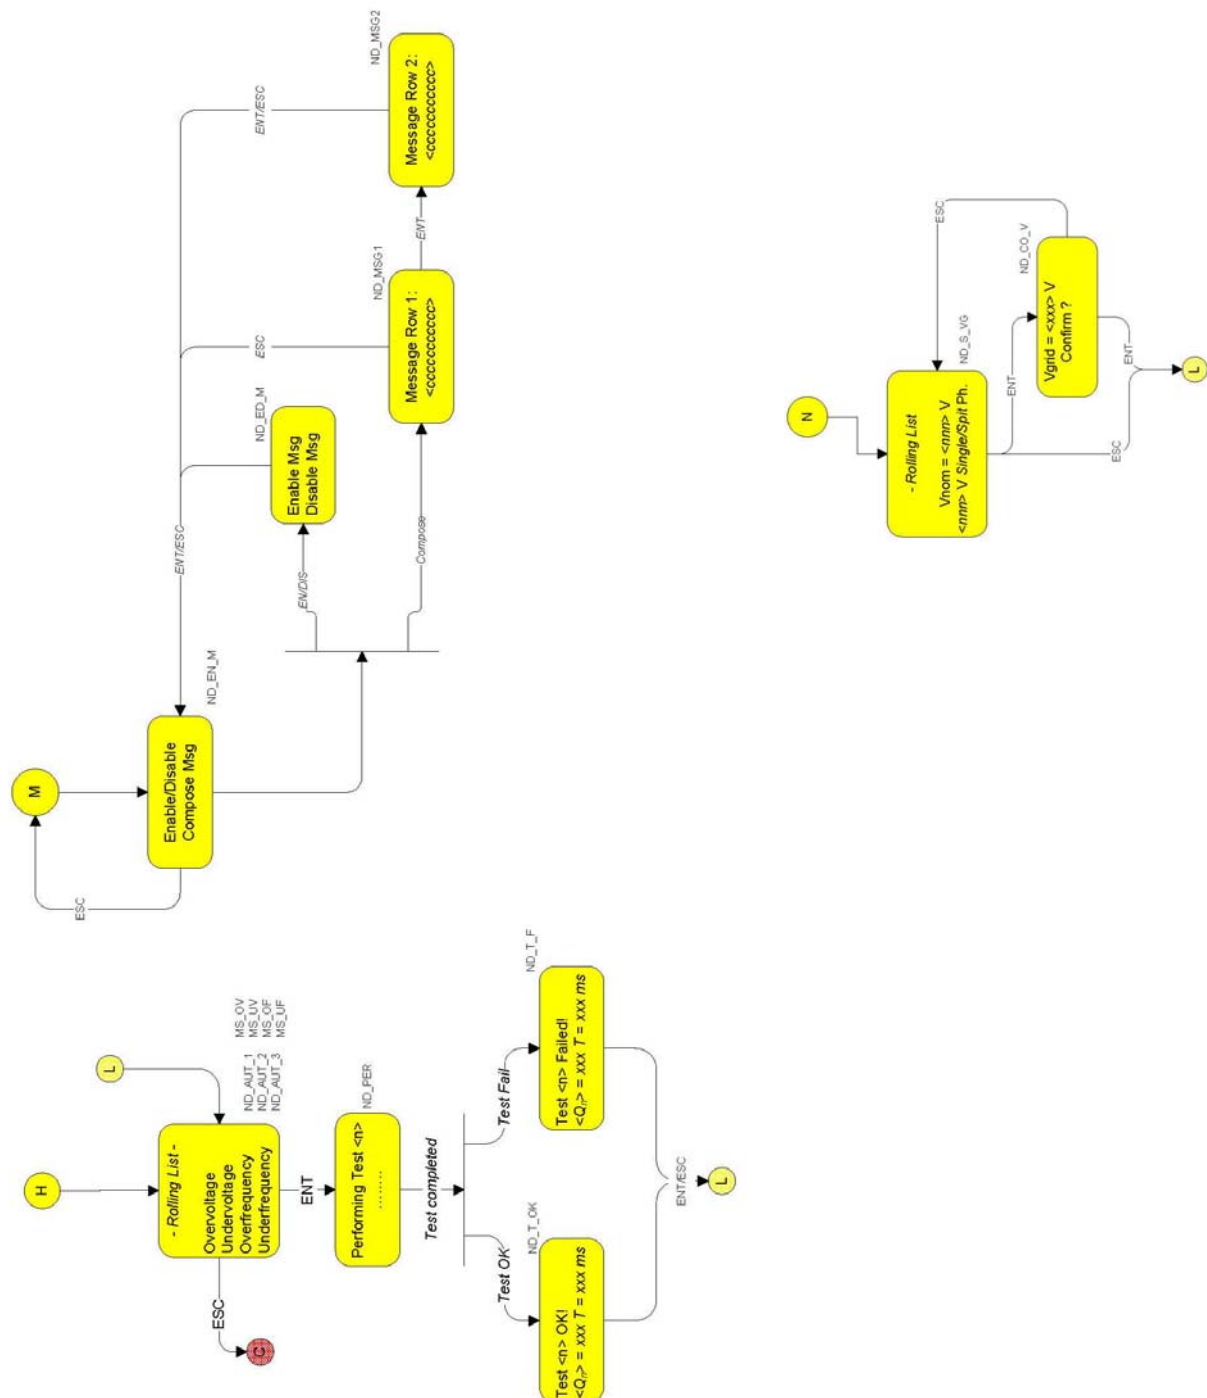 H
L
- Rolling List -
Overvoltage
Undervoltage
Overfrequency
Underfrequency
ND_AUT_1 MS_OV
ND_AUT_2 MS_UV
ND_AUT_3 MS_OF
MS_UF
ESC
C
ENT
Performing Test <n>
........
ND_PER
Test completed
Test OK
Test Fail
Test <n> OK!
<Qn> = xxx T = xxx ms
ND_T_OK
Test <n> Failed!
<Qn> = xxx T = xxx ms
ND_T_F
ENT/ESC
L
M
ESC
Enable/Disable
Compose Msg
ND_EN_M
ENT/ESC
ESC
ENT/ESC
EN/DIS
Enable Msg
Disable Msg
ND_ED_M
Compose
Message Row 1:
<ccccccccccc>
ND_MSG1
ENT
Message Row 2:
<ccccccccccc>
ND_MSG2
N
- Rolling List
Vnom = <nnn> V
<nnn> V Single/Spit Ph.
ND_S_VG
ESC
ENT
Vgrid = <xxx> V
Confirm ?
ND_CO_V
ENT
ESC
L